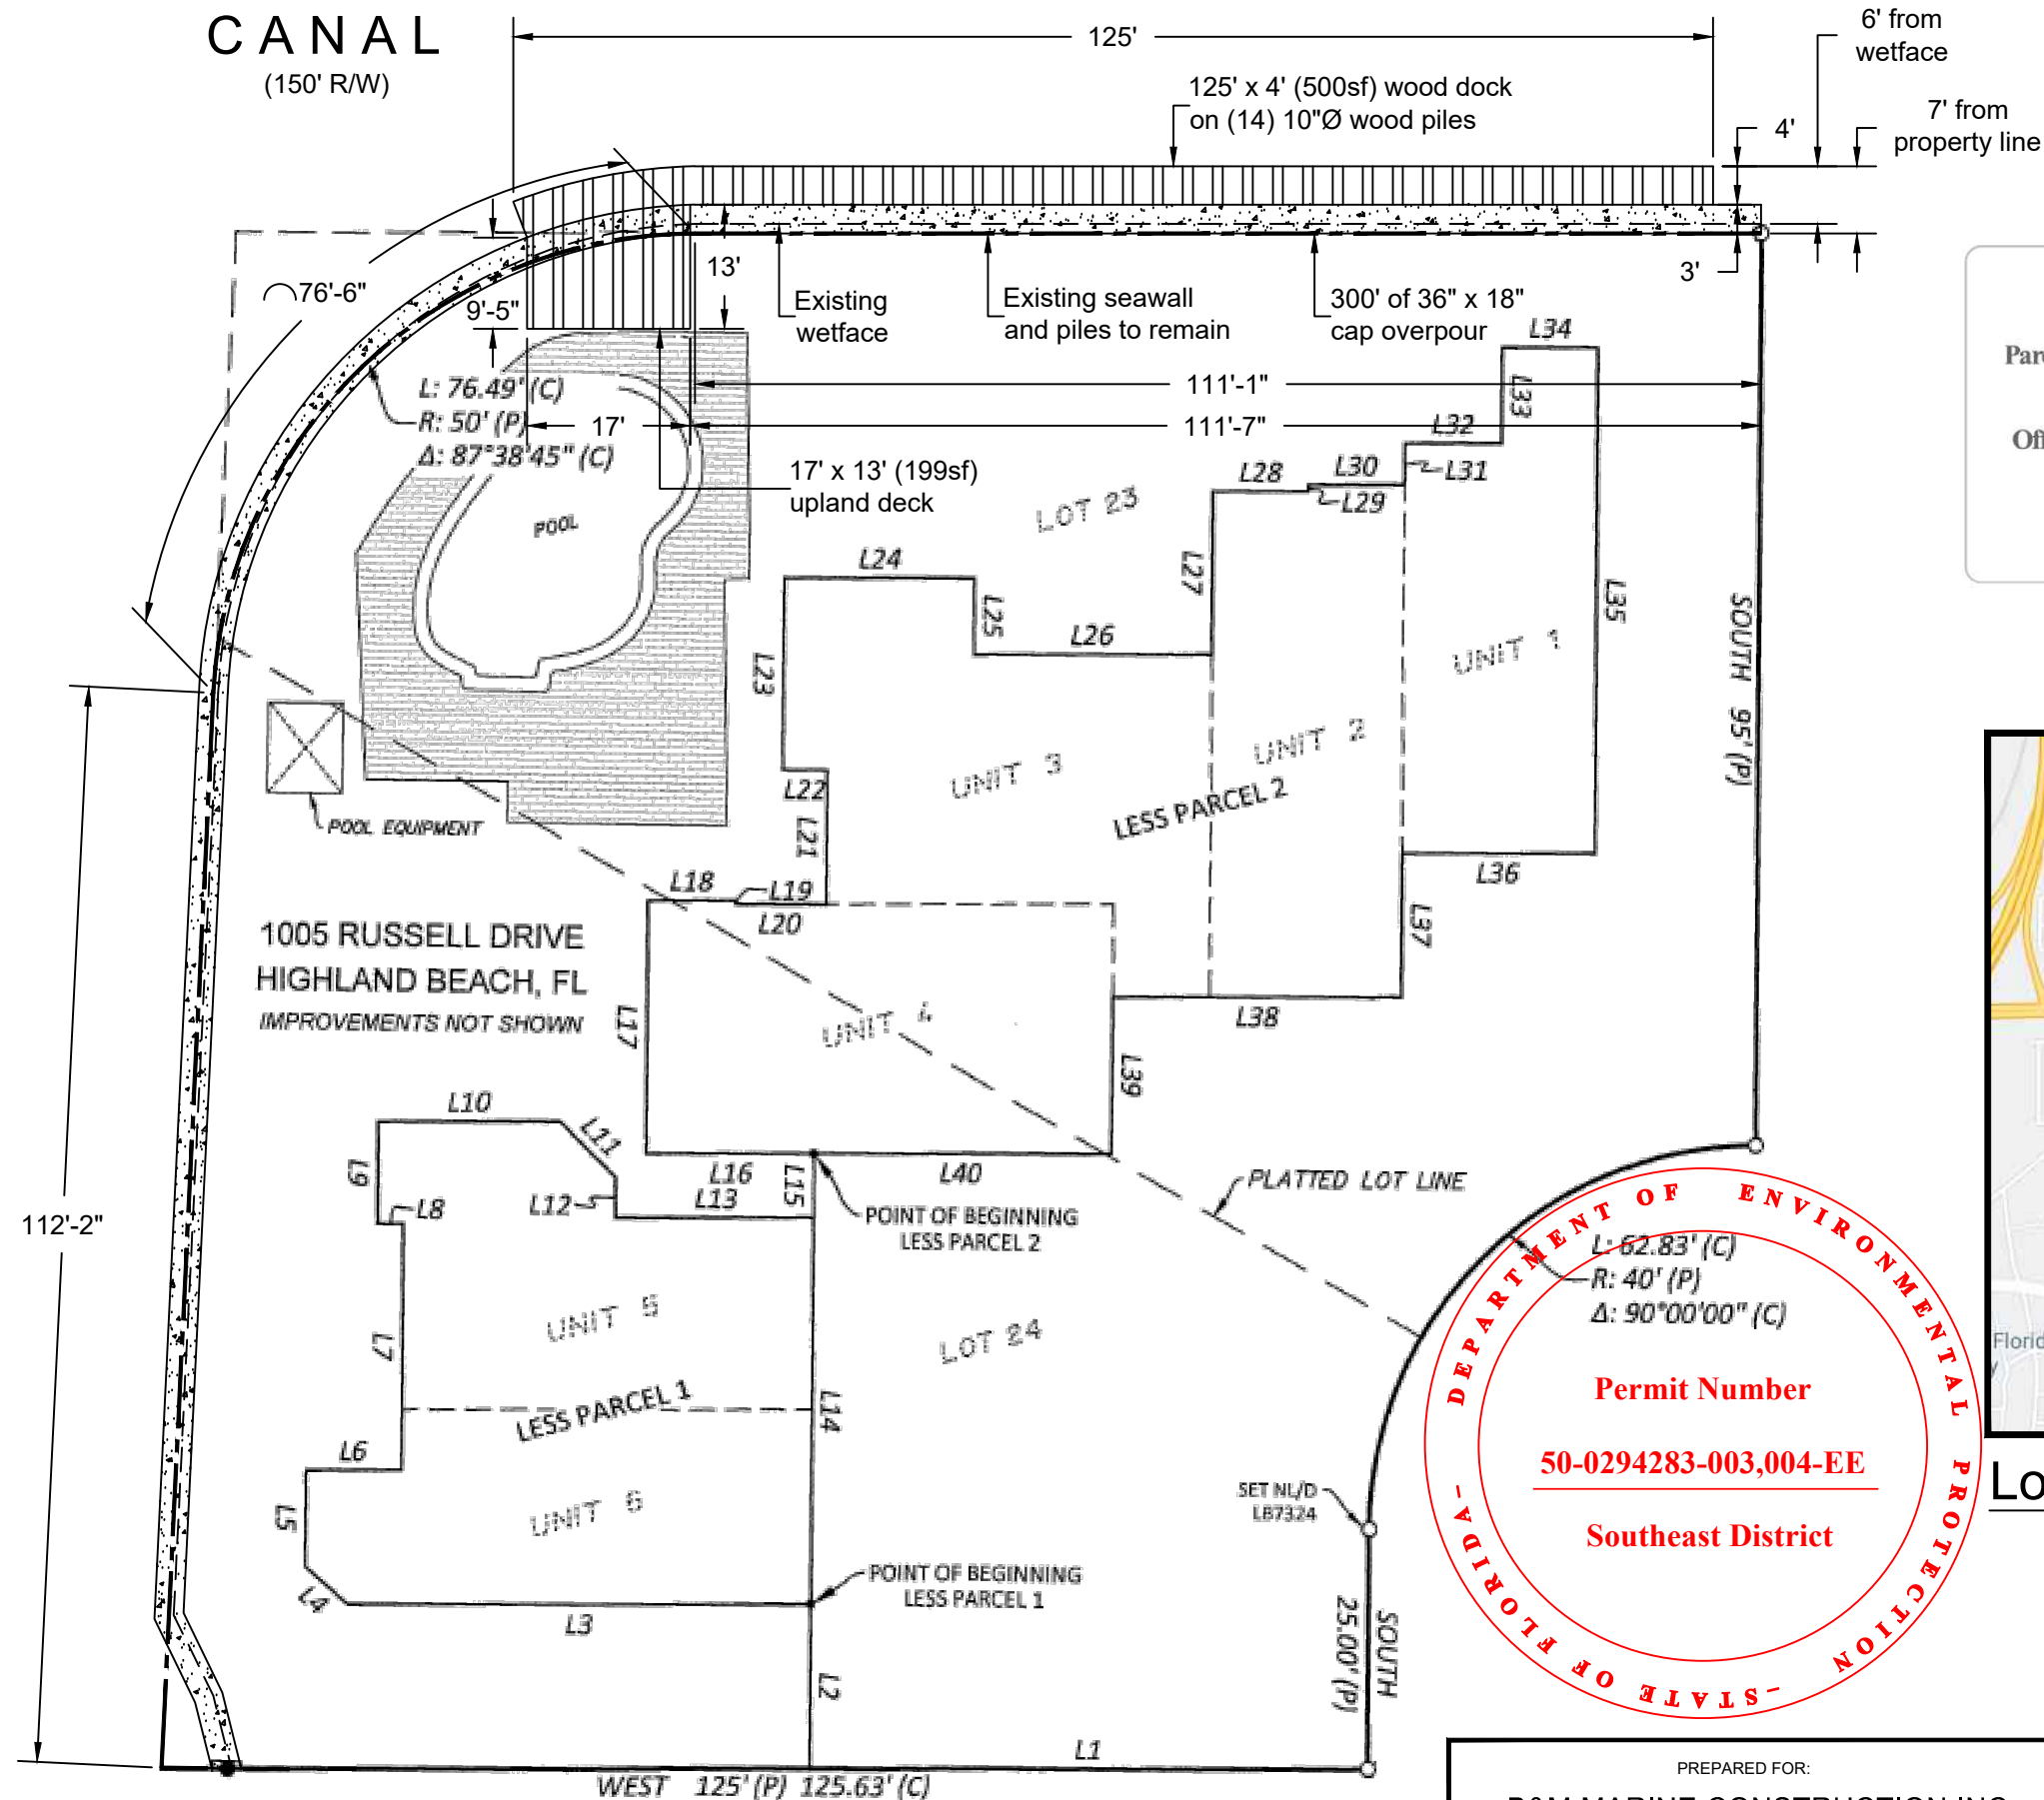 CANAL
(150' R/W)
125'
6' from
wetface
125' x 4' (500sf) wood dock
on (14) 10"Ø wood piles
4'
7' from
property line
76'-6"
9'-5"
13'
Existing
wetface
Existing seawall
and piles to remain
300' of 36" x 18"
cap overpour
3'
L34
L: 76.49' (C)
R: 50' (P)
Δ: 87°38'45" (C)
111'-1"
17'
111'-7"
L33
L32
L31
17' x 13' (199sf)
upland deck
L28
L30
L29
LOT 23
POOL
L24
L27
L25
L26
L35
UNIT 1
SOUTH 95' (P)
L23
UNIT 2
UNIT 3
LESS PARCEL 2
L22
POOL EQUIPMENT
L21
L18
L19
L20
L36
L37
1005 RUSSELL DRIVE
HIGHLAND BEACH, FL
IMPROVEMENTS NOT SHOWN
L17
UNIT 4
L38
L39
L10
L11
L9
L16
L15
L40
L12
L13
L8
POINT OF BEGINNING
LESS PARCEL 2
PLATTED LOT LINE
112'-2"
L: 62.83' (C)
R: 40' (P)
Δ: 90°00'00" (C)
UNIT 5
L7
LOT 24
LESS PARCEL 1
L14
L6
L5
UNIT 6
L4
L3
POINT OF BEGINNING
LESS PARCEL 1
SET NL/D
LB7324
DEPARTMENT OF ENVIRONMENTAL PROTECTION
-STATE OF FLORIDA-
Permit Number
50-0294283-003,004-EE
Southeast District
SOUTH
25.00' (P)
L2
L1
WEST 125' (P) 125.63' (C)
PREPARED FOR:
B&M MARINE CONSTRUCTION INC